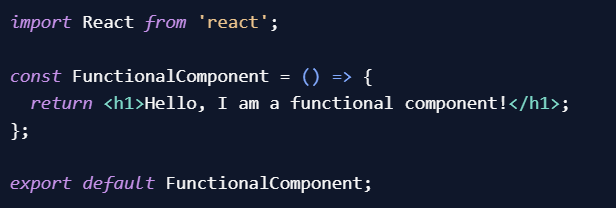 import React from 'react';
const FunctionalComponent = () => {
  return <h1>Hello, I am a functional component!</h1>;
};
export default FunctionalComponent;